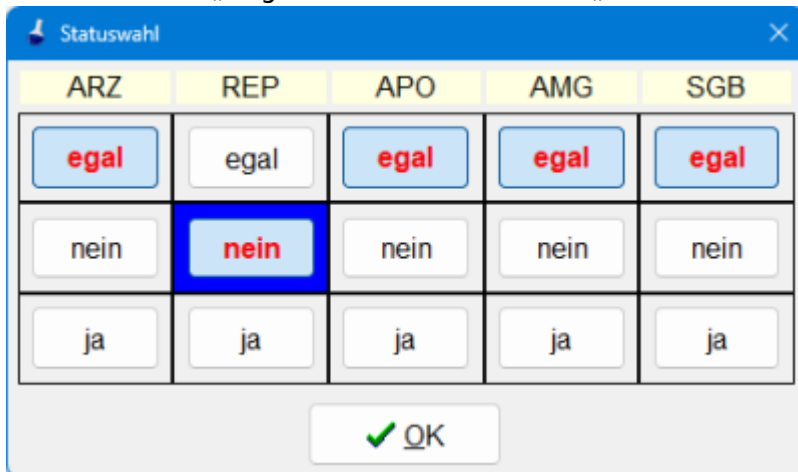 Statuswahl
ARZ REP APO AMG SGB
egal egal egal egal egal
nein nein nein nein nein
ja ja ja ja ja
OK